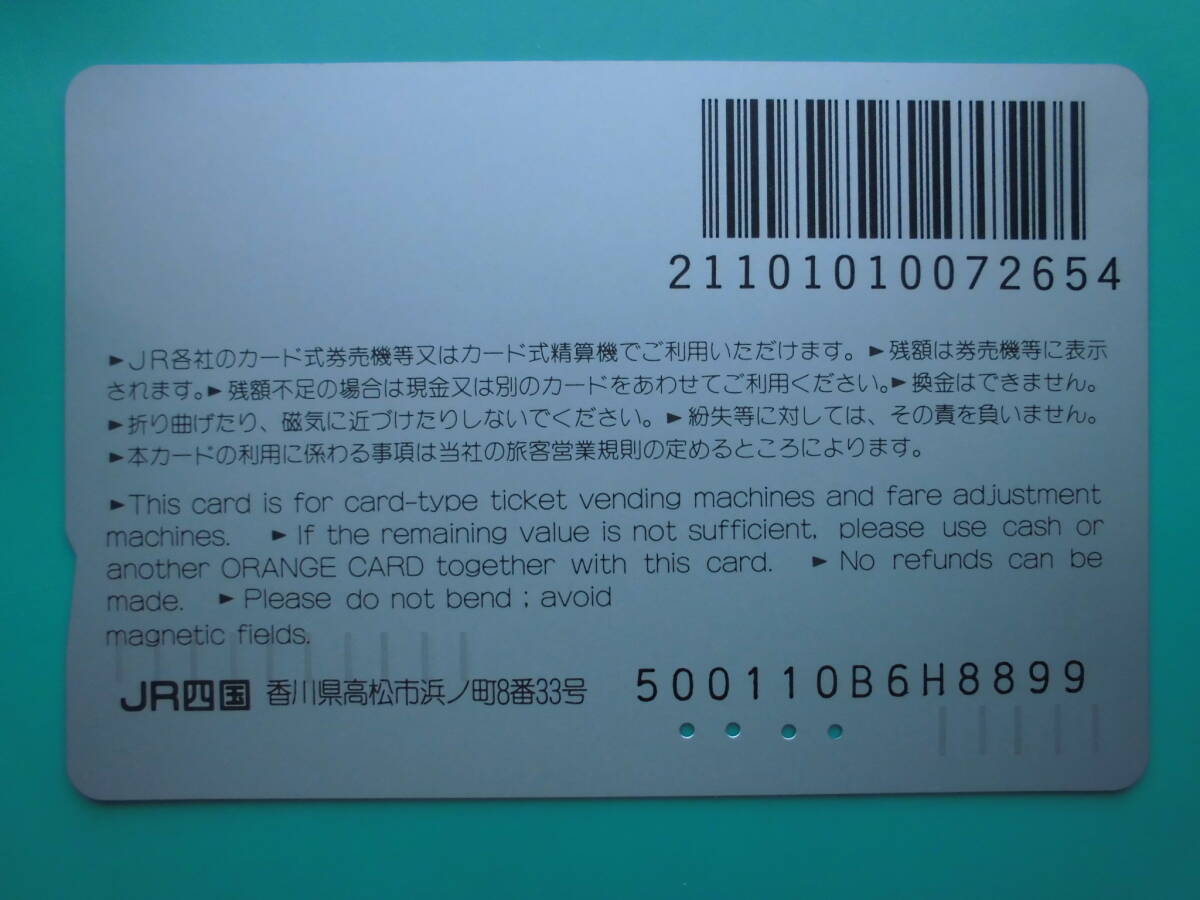 21101010072654
►JR各社のカード式券売機等又はカード式精算機でご利用いただけます。►残額は券売機等に表示
されます。►残額不足の場合は現金又は別のカードをあわせてご利用ください。►換金はできません。
►折り曲げたり、磁気に近づけたりしないでください。►紛失等に対しては、その責を負いません。
►本カードの利用に係わる事項は当社の旅客営業規則の定めるところによります。
►This card is for card-type ticket vending machines and fare adjustment
machines. ►If the remaining value is not sufficient, please use cash or
another ORANGE CARD together with this card. ►No refunds can be
made. ►Please do not bend ; avoid
magnetic fields.
JR四国 香川県高松市浜ノ町8番33号 500110B6H8899